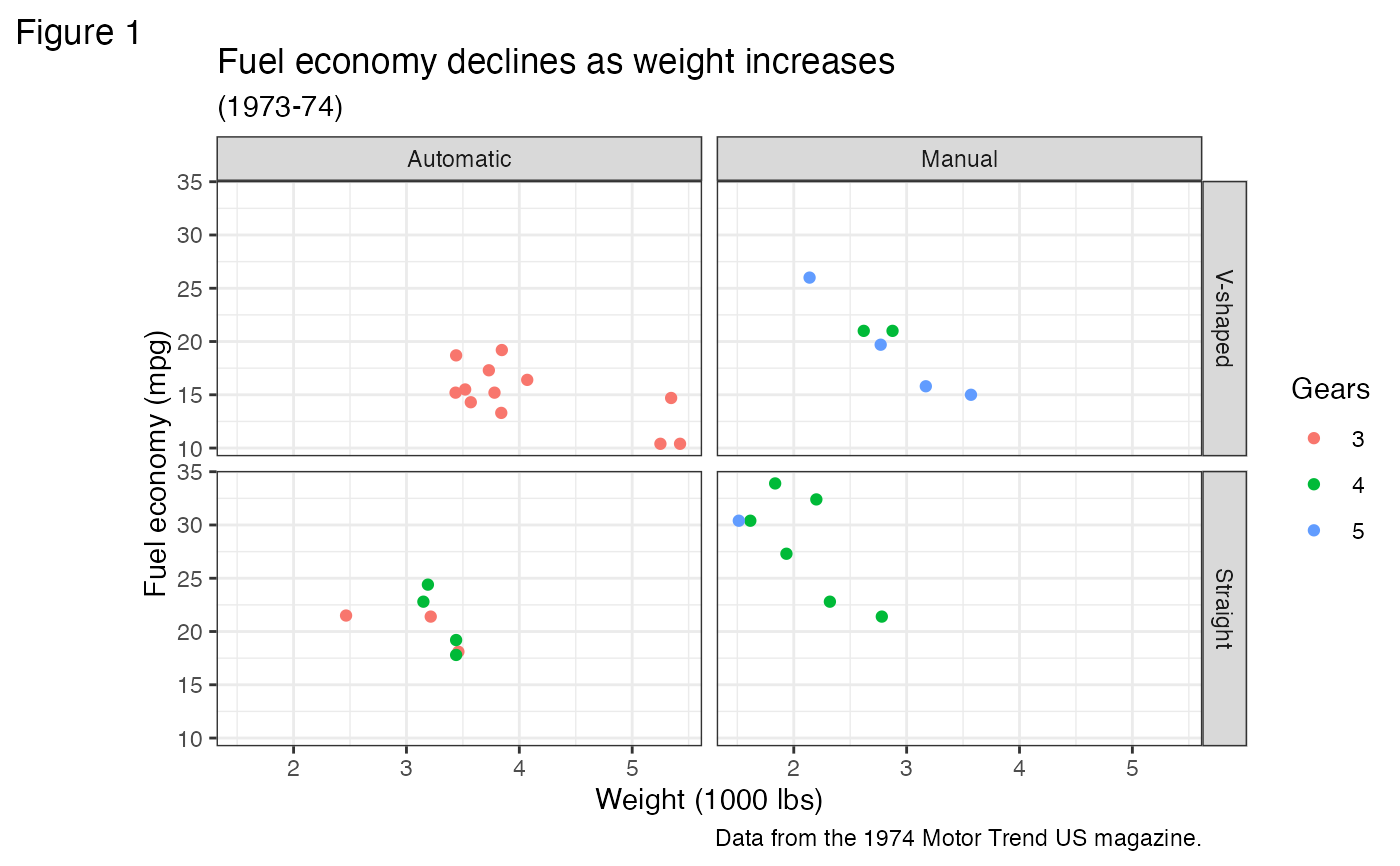 Figure 1
Fuel economy declines as weight increases
(1973-74)
Automatic
Manual
35
30
25
20
15
10
V-shaped
Fuel economy (mpg)
35
30
25
20
15
10
Straight
Gears
3
4
5
2
3
4
5
2
3
4
5
Weight (1000 lbs)
Data from the 1974 Motor Trend US magazine.